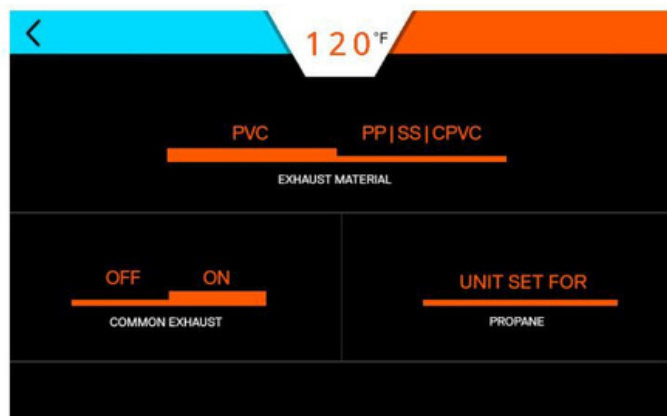 120°F
PVC PP|SS|CPVC
EXHAUST MATERIAL
OFF ON
COMMON EXHAUST
UNIT SET FOR
PROPANE